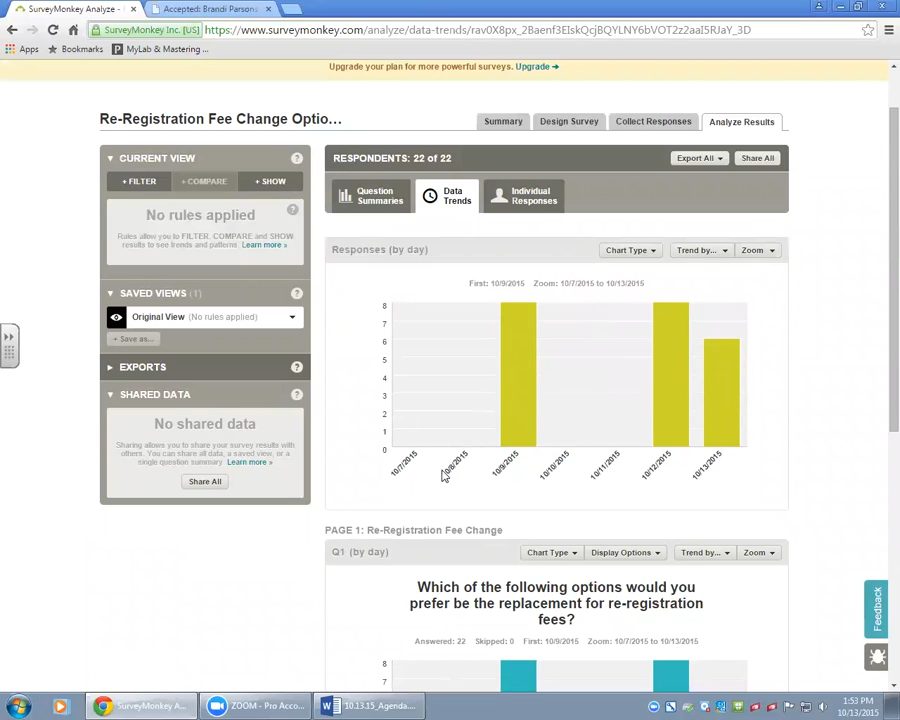 SurveyMonkey Analyze - ×
Accepted: Brandi Parsons ×
SurveyMonkey Inc. [US] https://www.surveymonkey.com/analyze/data-trends/rav0X8px_2Baenf3EIskQcjBQYLNY6bVOT2z2aaI5RJaY_3D
Apps Bookmarks MyLab & Mastering ...
Upgrade your plan for more powerful surveys. Upgrade →
Re-Registration Fee Change Optio...
Summary Design Survey Collect Responses Analyze Results
CURRENT VIEW ?
+ FILTER + COMPARE + SHOW
No rules applied ?
Rules allow you to FILTER, COMPARE and SHOW
results to see trends and patterns. Learn more »
SAVED VIEWS (1) ?
Original View (No rules applied)
+ Save as...
EXPORTS ?
SHARED DATA ?
No shared data
Sharing allows you to share your survey results with
others. You can share all data, a saved view, or a
single question summary. Learn more »
Share All
RESPONDENTS: 22 of 22 Export All Share All
Question Summaries
Data Trends
Individual Responses
Responses (by day) Chart Type Trend by... Zoom
First: 10/9/2015 Zoom: 10/7/2015 to 10/13/2015
8
7
6
5
4
3
2
1
0
10/7/2015 10/8/2015 10/9/2015 10/10/2015 10/11/2015 10/12/2015 10/13/2015
PAGE 1: Re-Registration Fee Change
Q1 (by day) Chart Type Display Options Trend by... Zoom
Which of the following options would you
prefer be the replacement for re-registration
fees?
Answered: 22 Skipped: 0 First: 10/9/2015 Zoom: 10/7/2015 to 10/13/2015
8
7
Feedback
SurveyMonkey Analy... ZOOM - Pro Acco... 10.13.15_Agenda....
1:53 PM
10/13/2015